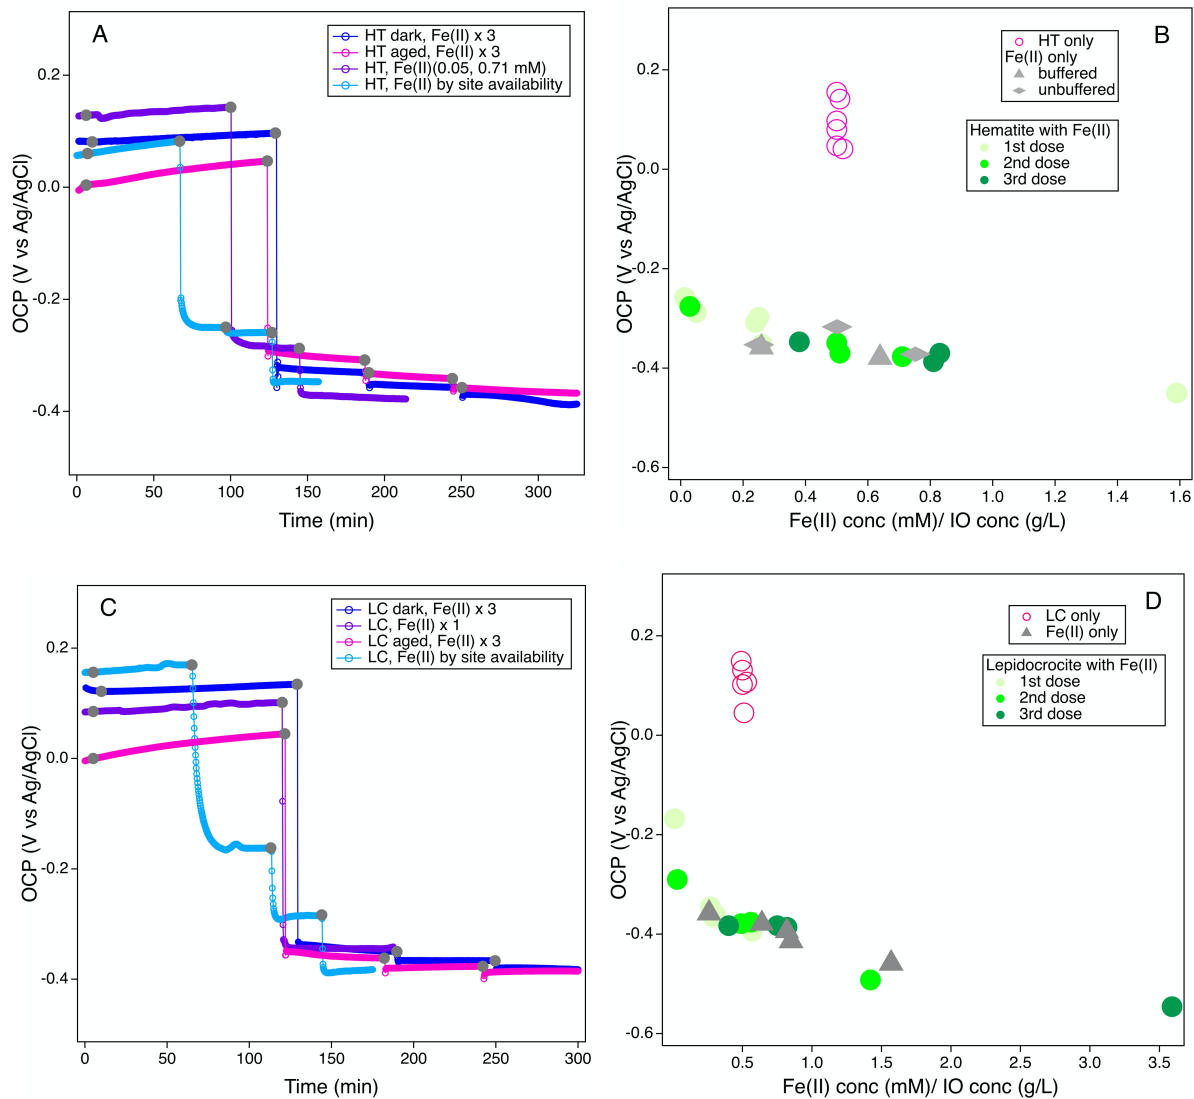 A
HT dark, Fe(II) x 3
HT aged, Fe(II) x 3
HT, Fe(II)(0.05, 0.71 mM)
HT, Fe(II) by site availability
OCP (V vs Ag/AgCl)
0.2
0.0
-0.2
-0.4
0
50
100
150
200
250
300
Time (min)
B
HT only
Fe(II) only
buffered
unbuffered
Hematite with Fe(II)
1st dose
2nd dose
3rd dose
OCP (V vs Ag/AgCl)
0.2
0.0
-0.2
-0.4
-0.6
0.0
0.2
0.4
0.6
0.8
1.0
1.2
1.4
1.6
Fe(II) conc (mM)/ IO conc (g/L)
C
LC dark, Fe(II) x 3
LC, Fe(II) x 1
LC aged, Fe(II) x 3
LC, Fe(II) by site availability
OCP (V vs Ag/AgCl)
0.2
0.0
-0.2
-0.4
0
50
100
150
200
250
300
Time (min)
D
LC only
Fe(II) only
Lepidocrocite with Fe(II)
1st dose
2nd dose
3rd dose
OCP (V vs Ag/AgCl)
0.2
0.0
-0.2
-0.4
-0.6
0.5
1.0
1.5
2.0
2.5
3.0
3.5
Fe(II) conc (mM)/ IO conc (g/L)